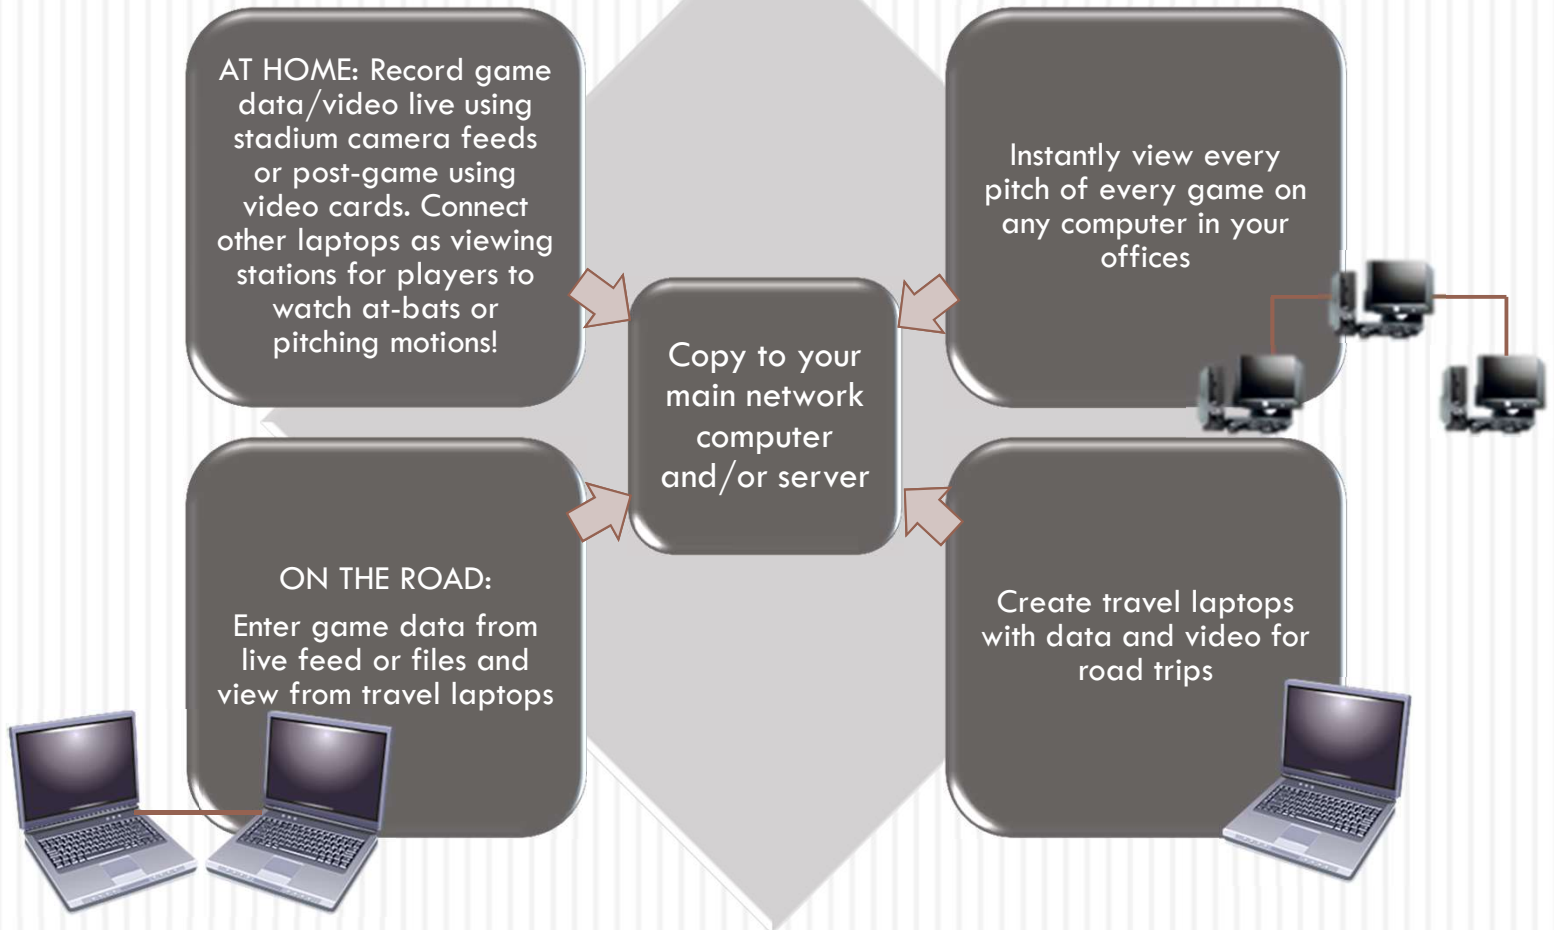 AT HOME: Record game
data/video live using
stadium camera feeds
or post-game using
video cards. Connect
other laptops as viewing
stations for players to
watch at-bats or
pitching motions!
Instantly view every
pitch of every game on
any computer in your
offices
Copy to your
main network
computer
and/or server
ON THE ROAD:
Enter game data from
live feed or files and
view from travel laptops
Create travel laptops
with data and video for
road trips